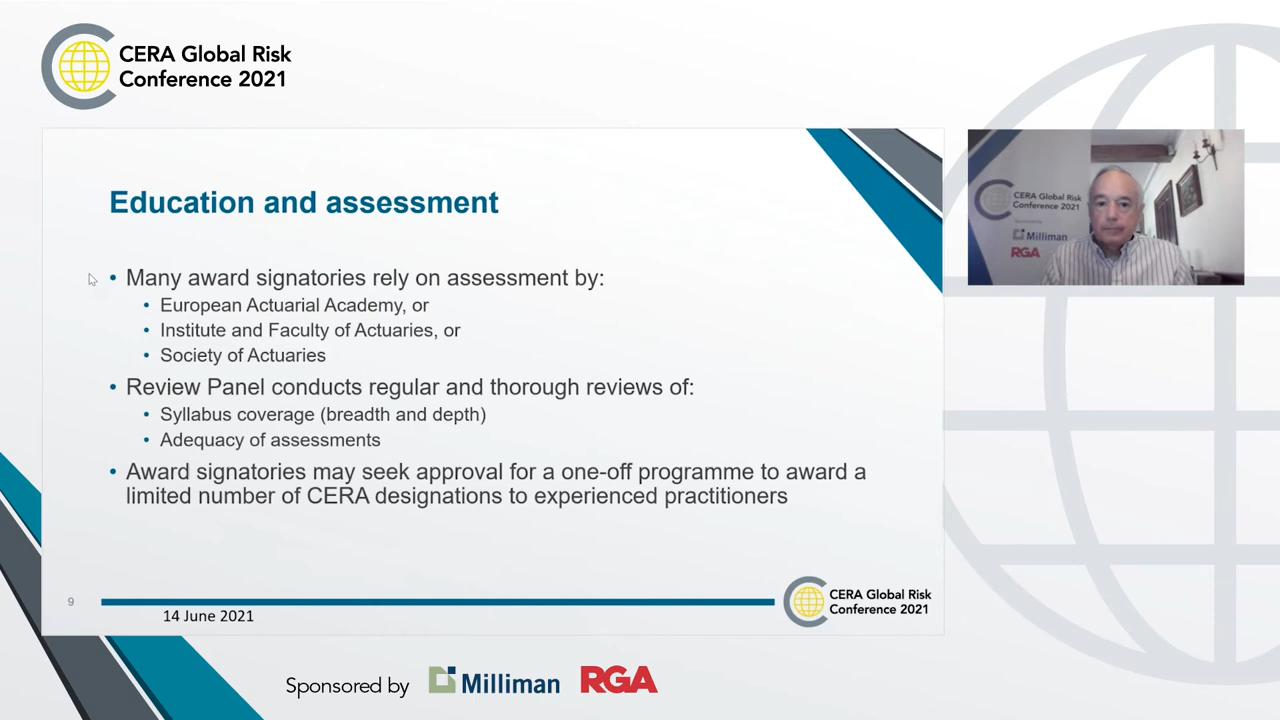 CERA Global Risk
Conference 2021
Education and assessment
• Many award signatories rely on assessment by:
• European Actuarial Academy, or
• Institute and Faculty of Actuaries, or
• Society of Actuaries
• Review Panel conducts regular and thorough reviews of:
• Syllabus coverage (breadth and depth)
• Adequacy of assessments
• Award signatories may seek approval for a one-off programme to award a
limited number of CERA designations to experienced practitioners
9
14 June 2021
CERA Global Risk
Conference 2021
CERA Global Risk
Conference 2021
Milliman
RGA
Sponsored by
Milliman
RGA